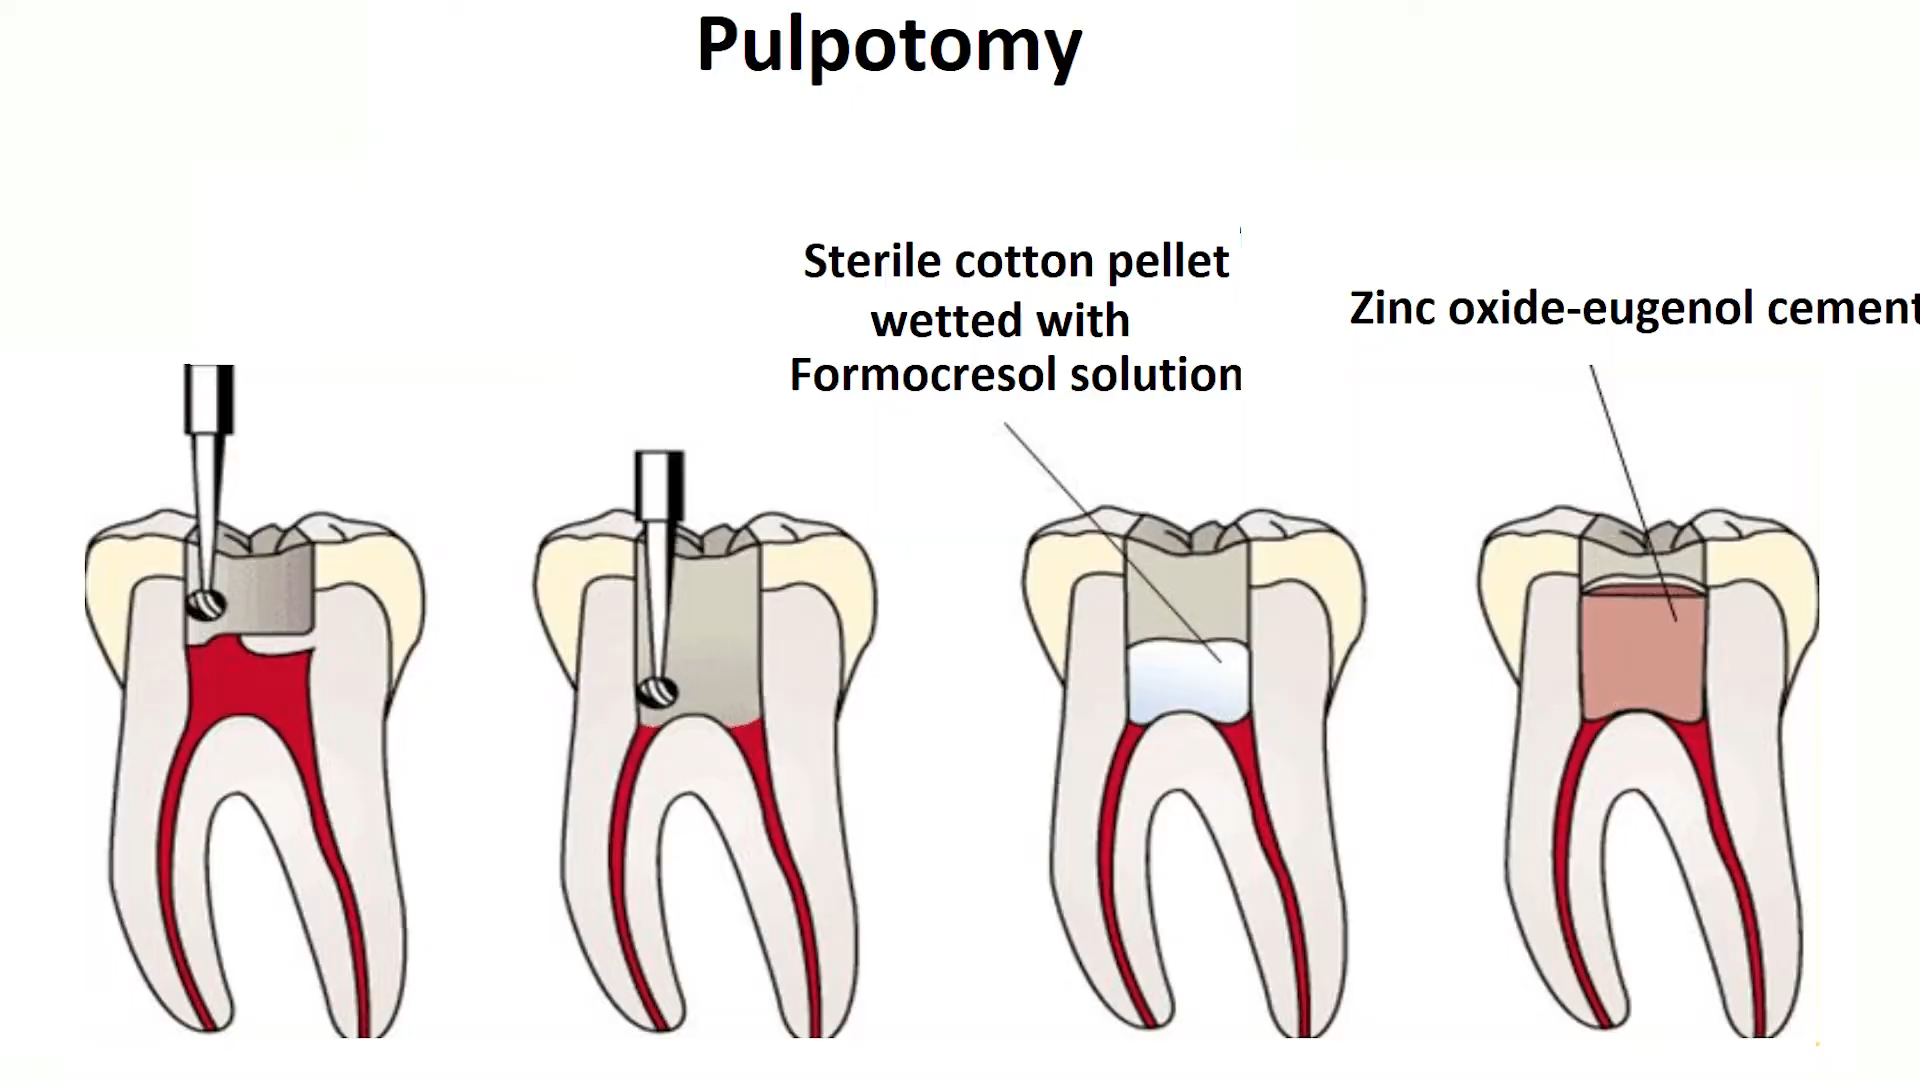 Pulpotomy
Sterile cotton pellet
wetted with
Formocresol solution
Zinc oxide-eugenol cement